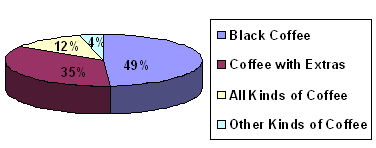 12%
4%
35%
49%
Black Coffee
Coffee with Extras
All Kinds of Coffee
Other Kinds of Coffee